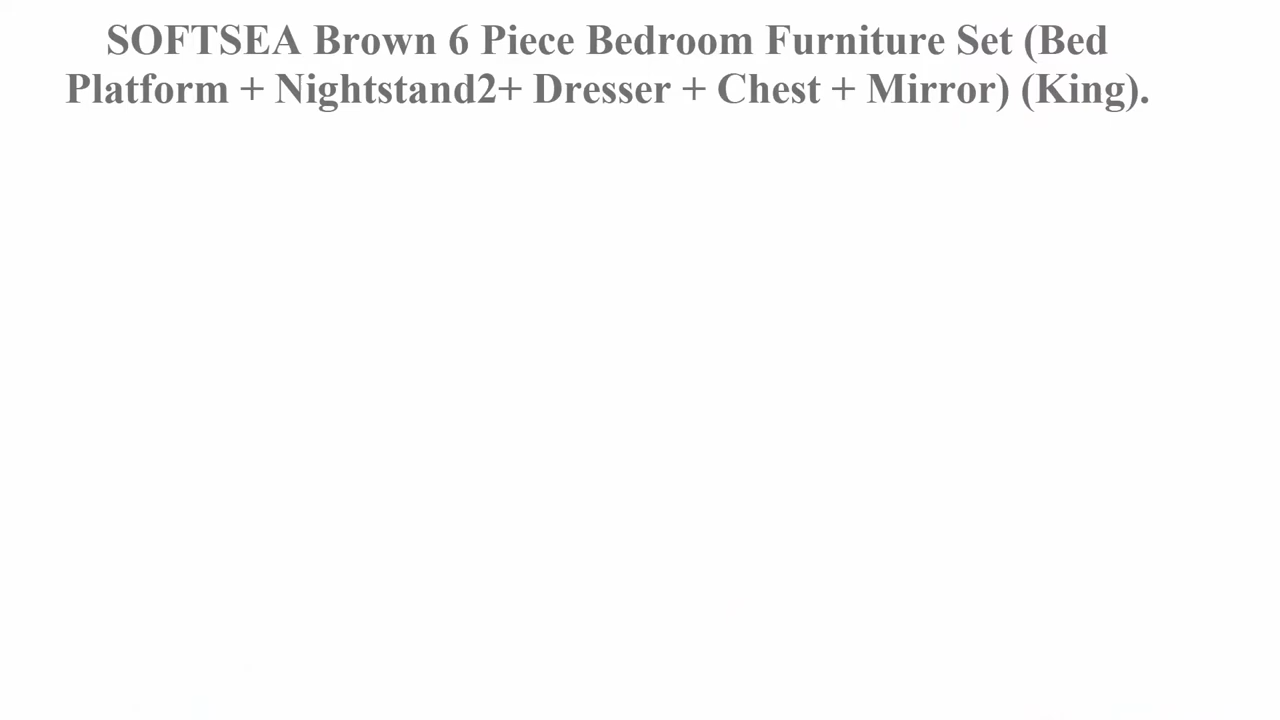 SOFTSEA Brown 6 Piece Bedroom Furniture Set (Bed
Platform + Nightstand2+ Dresser + Chest + Mirror) (King).